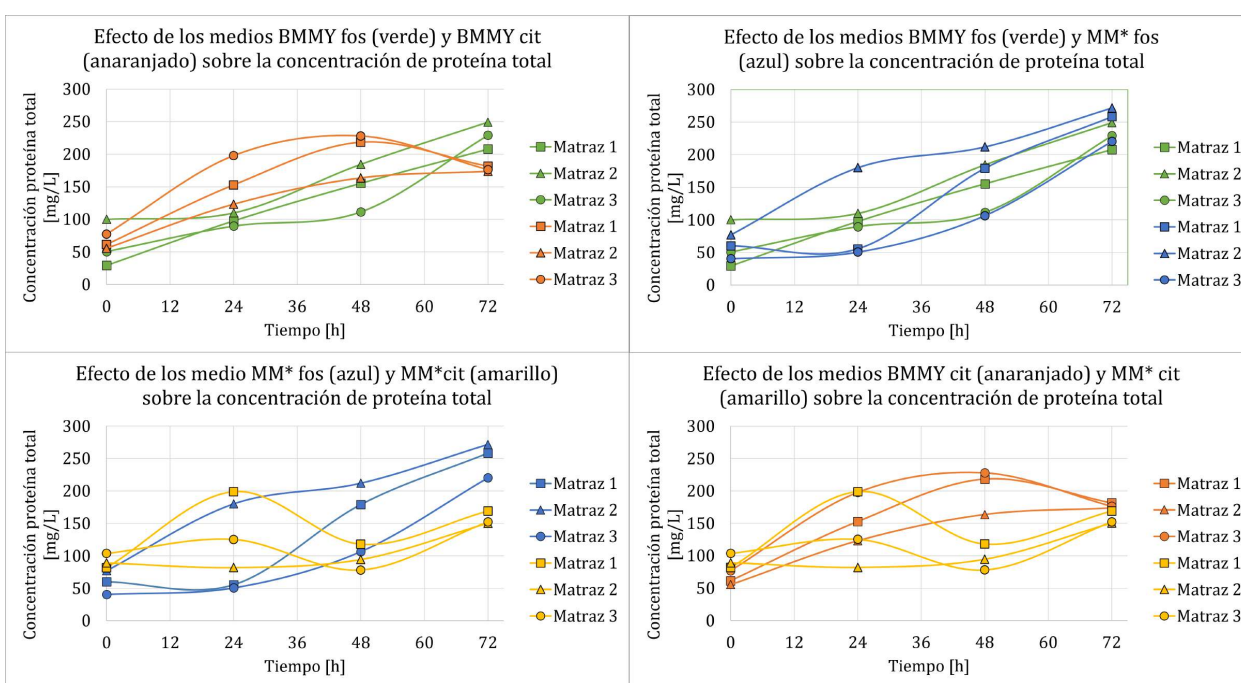 Efecto de los medios BMMY fos (verde) y BMMY cit
(anaranjado) sobre la concentración de proteína total
Concentración proteína total
[mg/L]
300
250
200
150
100
50
0
0 12 24 36 48 60 72
Tiempo [h]
Matraz 1
Matraz 2
Matraz 3
Matraz 1
Matraz 2
Matraz 3
Efecto de los medios BMMY fos (verde) y MM* fos
(azul) sobre la concentración de proteína total
Concentración proteína total
[mg/L]
300
250
200
150
100
50
0
0 12 24 36 48 60 72
Tiempo [h]
Matraz 1
Matraz 2
Matraz 3
Matraz 1
Matraz 2
Matraz 3
Efecto de los medio MM* fos (azul) y MM*cit (amarillo)
sobre la concentración de proteína total
Concentración proteína total
[mg/L]
300
250
200
150
100
50
0
0 12 24 36 48 60 72
Tiempo [h]
Matraz 1
Matraz 2
Matraz 3
Matraz 1
Matraz 2
Matraz 3
Efecto de los medios BMMY cit (anaranjado) y MM* cit
(amarillo) sobre la concentración de proteína total
Concentración proteína total
[mg/L]
300
250
200
150
100
50
0
0 12 24 36 48 60 72
Tiempo [h]
Matraz 1
Matraz 2
Matraz 3
Matraz 1
Matraz 2
Matraz 3